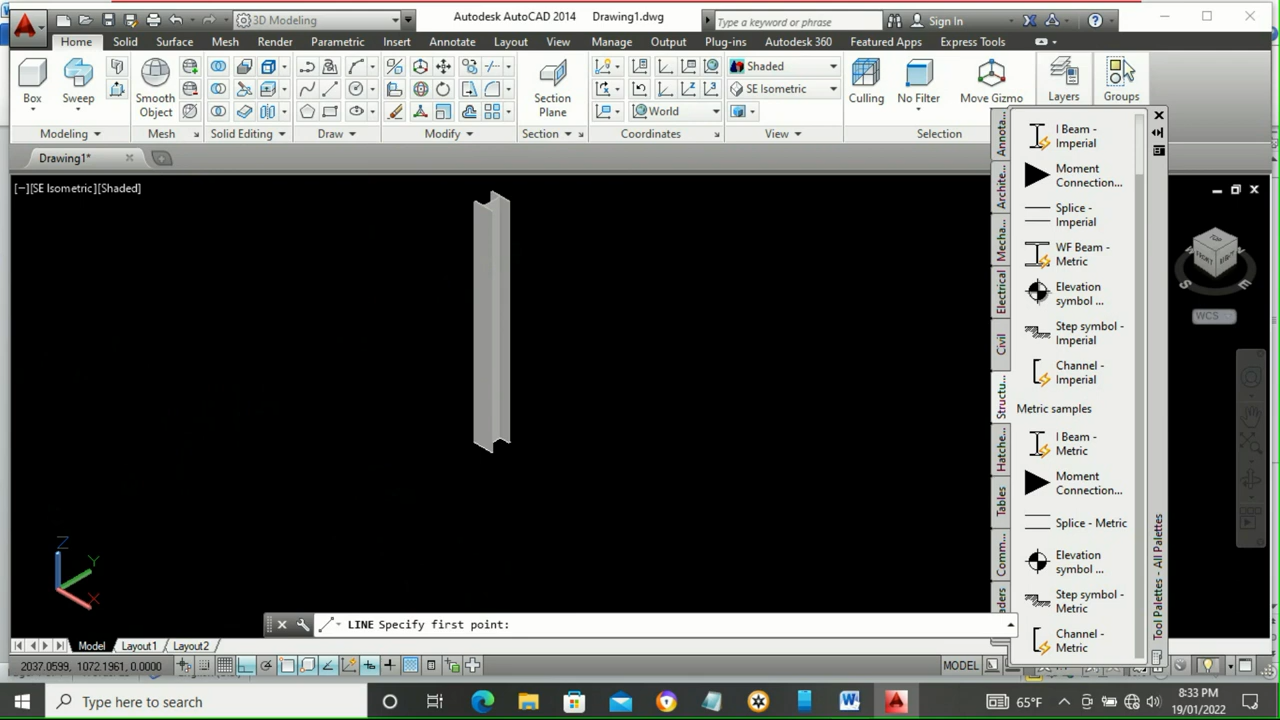 Autodesk AutoCAD 2014 Drawing1.dwg
3D Modeling
Type a keyword or phrase
Sign In
Home Solid Surface Mesh Render Parametric Insert Annotate Layout View Manage Output Plug-ins Autodesk 360 Featured Apps Express Tools
Box
Sweep
Smooth
Object
Section
Plane
World
Shaded
SE Isometric
Culling
No Filter
Move Gizmo
Layers
Groups
Modeling
Mesh
Solid Editing
Draw
Modify
Section
Coordinates
View
Selection
Drawing1*
[−][SE Isometric][Shaded]
Annota...
Archite...
Mecha...
Electrical
Civil
Structu...
Hatche...
Tables
Comm...
I Beam -
Imperial
Moment
Connection...
Splice -
Imperial
WF Beam -
Metric
Elevation
symbol ...
Step symbol -
Imperial
Channel -
Imperial
Metric samples
I Beam -
Metric
Moment
Connection...
Splice - Metric
Elevation
symbol ...
Step symbol -
Metric
Channel -
Metric
Tool Palettes - All Palettes
TOP
FRONT
RIGHT
S
E
WCS
Z
Y
X
LINE Specify first point:
Model Layout1 Layout2
2037.0599, 1072.1961, 0.0000
MODEL
Type here to search
65°F
8:33 PM
19/01/2022